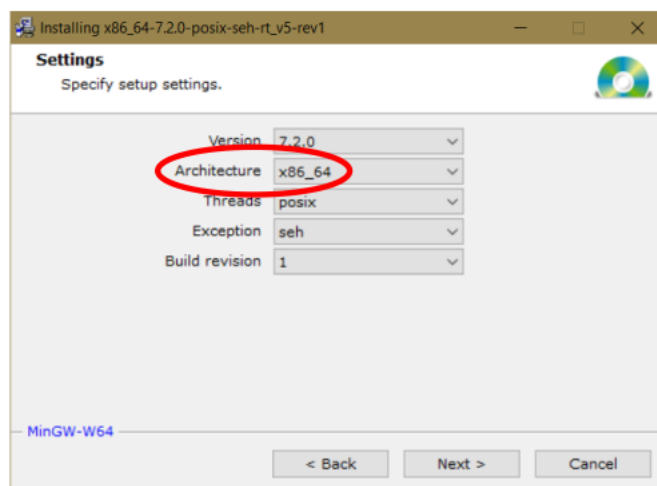 Installing x86_64-7.2.0-posix-seh-rt_v5-rev1
Settings
Specify setup settings.
Version 7.2.0
Architecture x86_64
Threads posix
Exception seh
Build revision 1
MinGW-W64
< Back Next > Cancel